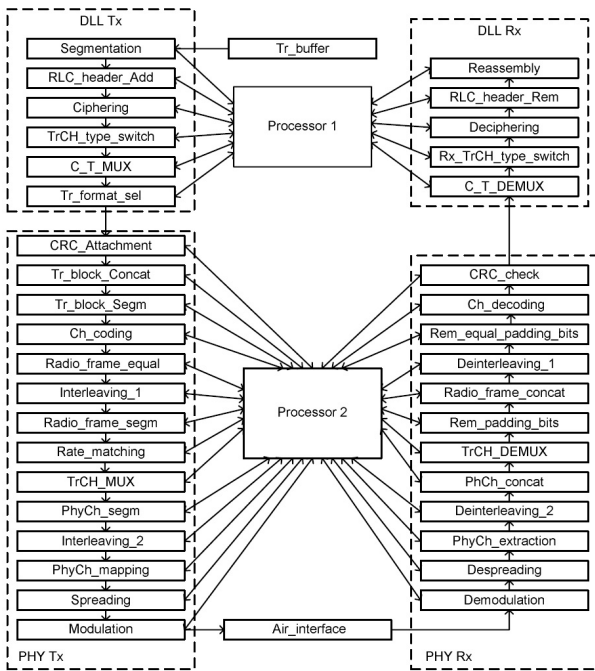 DLL Tx
Segmentation
RLC_header_Add
Ciphering
TrCH_type_switch
C_T_MUX
Tr_format_sel
Tr_buffer
Processor 1
DLL Rx
Reassembly
RLC_header_Rem
Deciphering
Rx_TrCH_type_switch
C_T_DEMUX
CRC_Attachment
Tr_block_Concat
Tr_block_Segm
Ch_coding
Radio_frame_equal
Interleaving_1
Radio_frame_segm
Rate_matching
TrCH_MUX
PhyCh_segm
Interleaving_2
PhyCh_mapping
Spreading
Modulation
PHY Tx
Processor 2
Air_interface
CRC_check
Ch_decoding
Rem_equal_padding_bits
Deinterleaving_1
Radio_frame_concat
Rem_padding_bits
TrCH_DEMUX
PhCh_concat
Deinterleaving_2
PhyCh_extraction
Despreading
Demodulation
PHY Rx